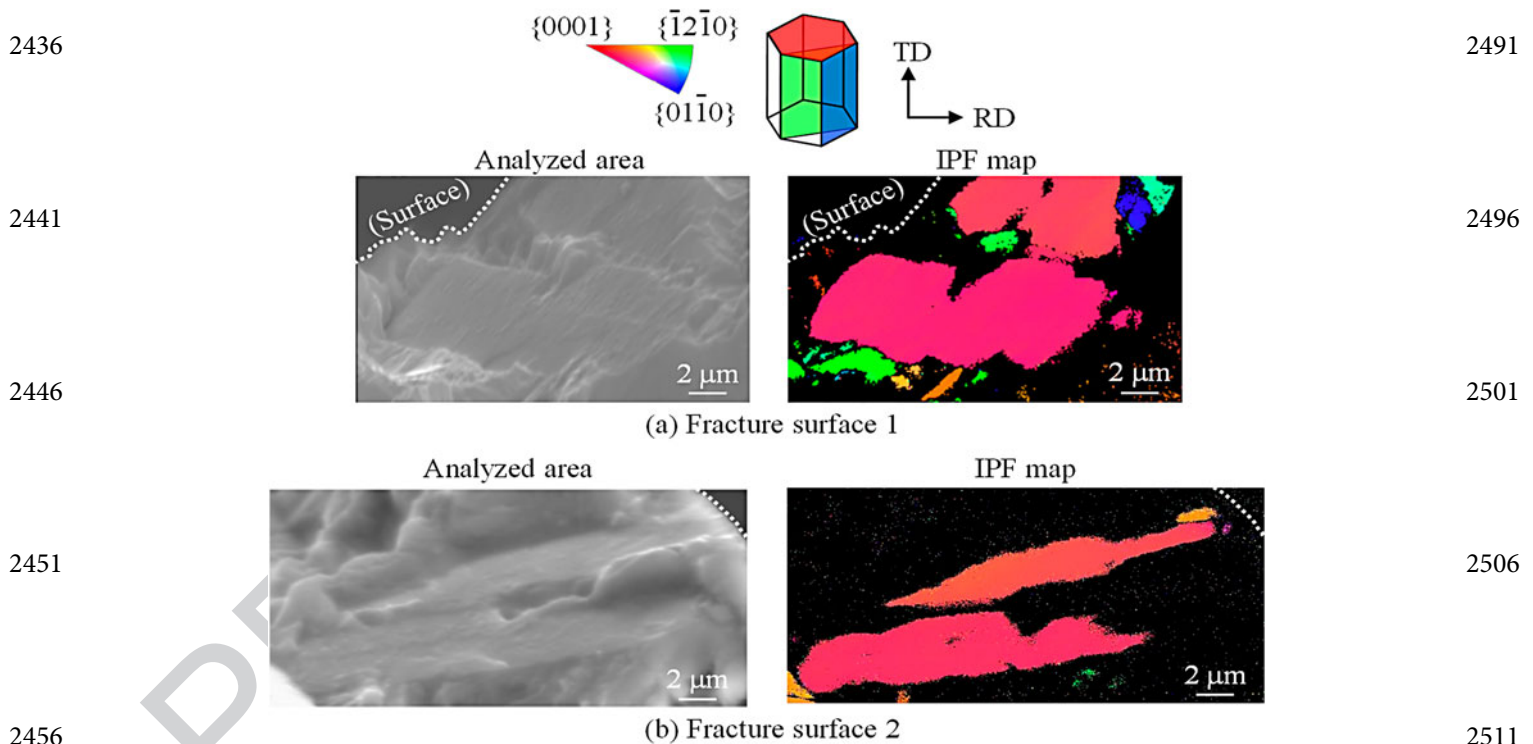 {0001} {1̅21̅0}
2436 2491
TD
{011̅0} RD
Analyzed area IPF map
(Surface) (Surface)
2441 2496
2446 2 μm 2 μm 2501
(a) Fracture surface 1
Analyzed area IPF map
2451 2506
2 μm 2 μm
(b) Fracture surface 2
2456 2511